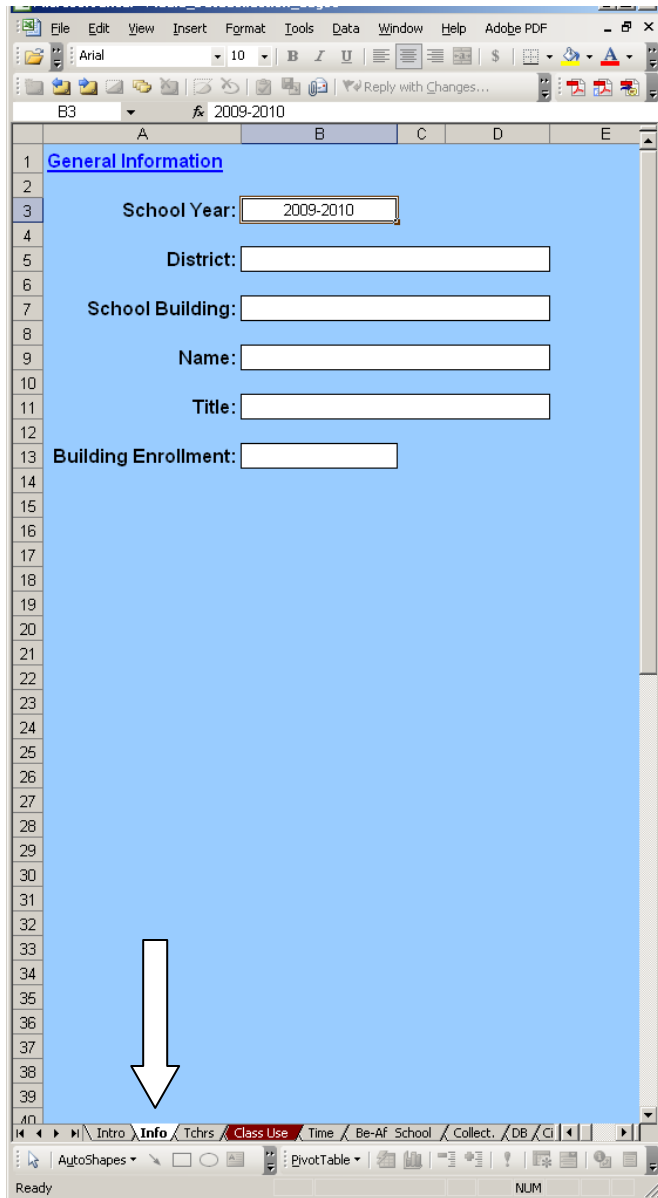 File Edit View Insert Format Tools Data Window Help Adobe PDF
Arial 10 B I U $ A
Reply with Changes...
B3 fx 2009-2010
A B C D E
1 General Information
2
3 School Year: 2009-2010
4
5 District:
6
7 School Building:
8
9 Name:
10
11 Title:
12
13 Building Enrollment:
14
15
16
17
18
19
20
21
22
23
24
25
26
27
28
29
30
31
32
33
34
35
36
37
38
39
40
Intro Info Tchrs Class Use Time Be-Af School Collect. DB Ci
AutoShapes PivotTable
Ready NUM